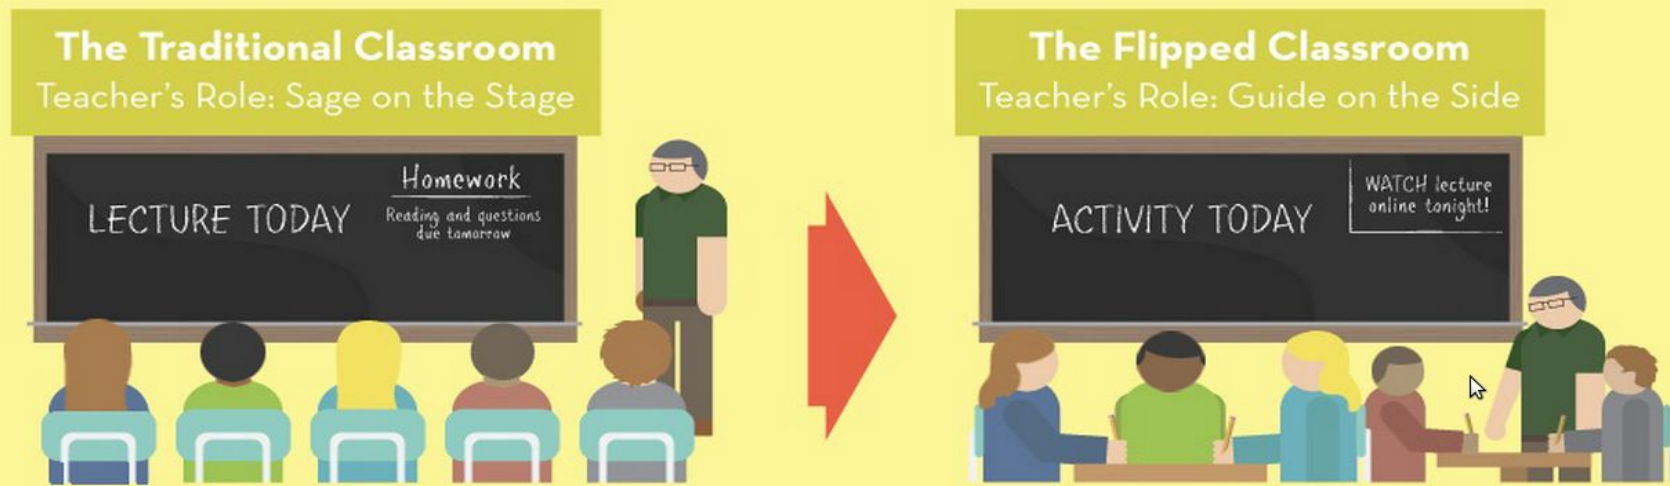 The Traditional Classroom
Teacher's Role: Sage on the Stage
LECTURE TODAY
Homework
Reading and questions
due tomorrow
The Flipped Classroom
Teacher's Role: Guide on the Side
ACTIVITY TODAY
WATCH lecture
online tonight!